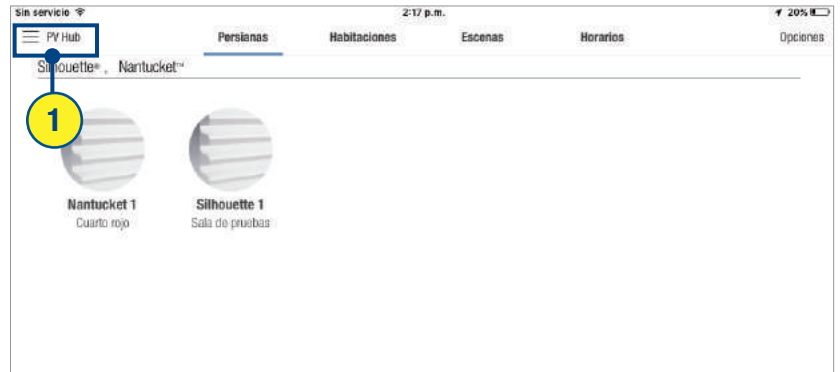 Sin servicio 2:17 p.m. 20%
PV Hub Persianas Habitaciones Escenas Horarios Opciones
Silhouette®, Nantucket™
1
Nantucket 1 Silhouette 1
Cuarto rojo Sala de pruebas